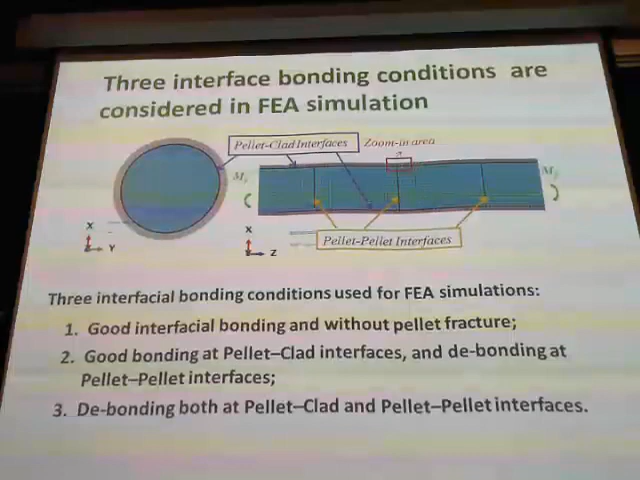 Three interface bonding conditions are
considered in FEA simulation
Pellet-Clad Interfaces
Zoom-in area
X
Y
X
Z
Pellet-Pellet Interfaces
Three interfacial bonding conditions used for FEA simulations:
1. Good interfacial bonding and without pellet fracture;
2. Good bonding at Pellet–Clad interfaces, and de-bonding at
Pellet–Pellet interfaces;
3. De-bonding both at Pellet–Clad and Pellet–Pellet interfaces.